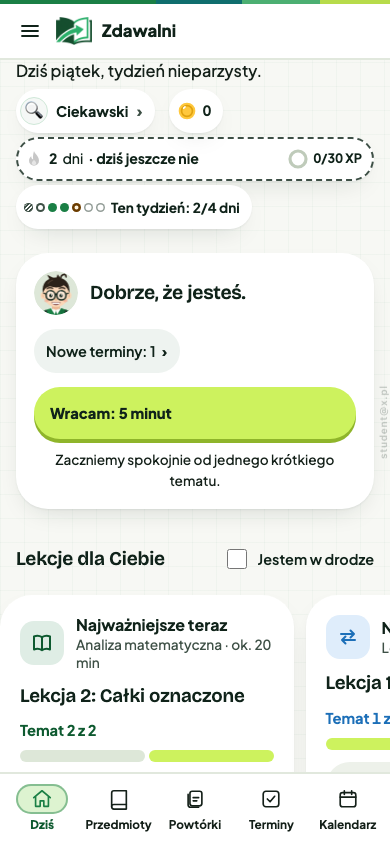 Zdawalni
Dziś piątek, tydzień nieparzysty.
Ciekawski ›
0
2 dni · dziś jeszcze nie
0/30 XP
Ten tydzień: 2/4 dni
Dobrze, że jesteś.
Nowe terminy: 1 ›
Wracam: 5 minut
Zaczniemy spokojnie od jednego krótkiego
tematu.
student@x.pl
Lekcje dla Ciebie
Jestem w drodze
Najważniejsze teraz
Analiza matematyczna · ok. 20
min
Lekcja 2: Całki oznaczone
Temat 2 z 2
N
Le
Lekcja 1
Temat 1 z
Dziś
Przedmioty
Powtórki
Terminy
Kalendarz